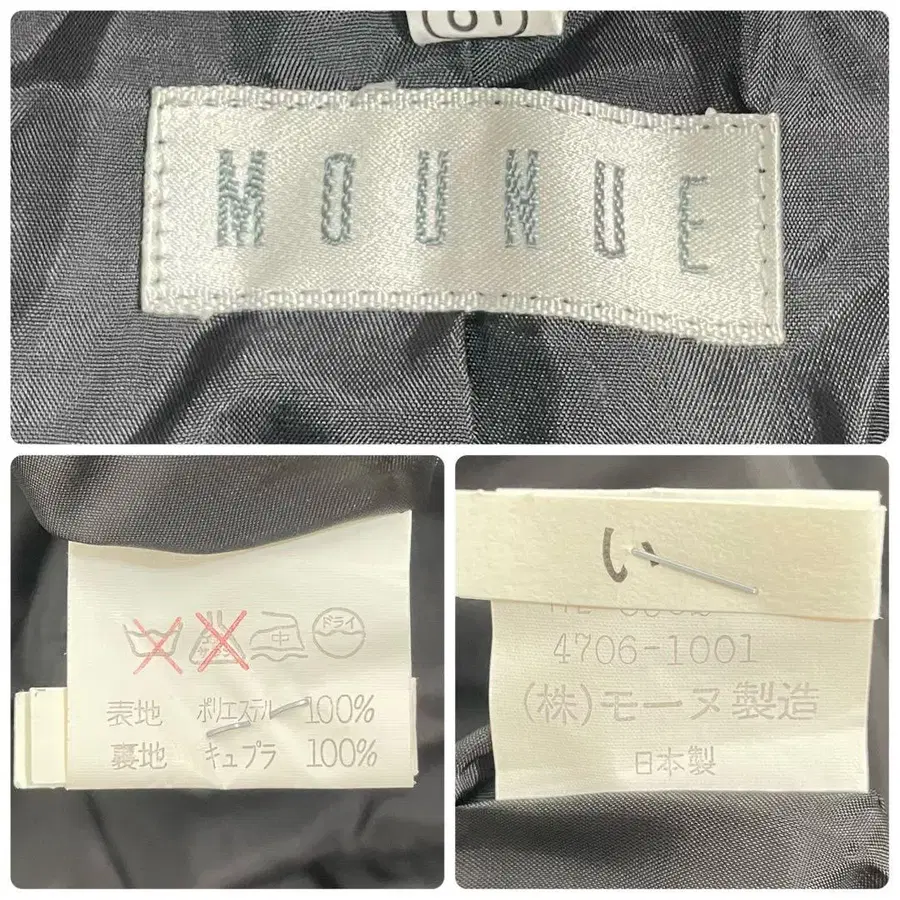 MOUNUE
中 ドライ
表地 ポリエステル 100%
裏地 キュプラ 100%
い
4706-1001
(株)モーヌ製造
日本製